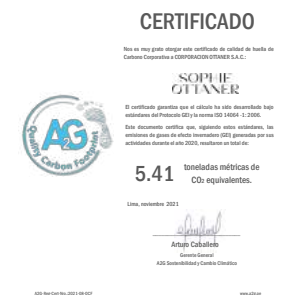 CERTIFICADO
Nos es muy grato otorgar este certificado de calidad de huella de
Carbono Corporativa a CORPORACION OTTANER S.A.C.:
SOPHIE
OTTANER
El certificado garantiza que el cálculo ha sido desarrollado bajo
estándares del Protocolo GEI y la norma ISO 14064 -1: 2006.
Este documento certifica que, siguiendo estos estándares, las
emisiones de gases de efecto invernadero (GEI) generadas por sus
actividades durante el año 2020, resultaron un total de:
A2G
Quality Carbon Footprint
5.41 toneladas métricas de
CO2 equivalentes.
Lima, noviembre 2021
Arturo Caballero
Gerente General
A2G Sostenibilidad y Cambio Climático
www.a2g.pe